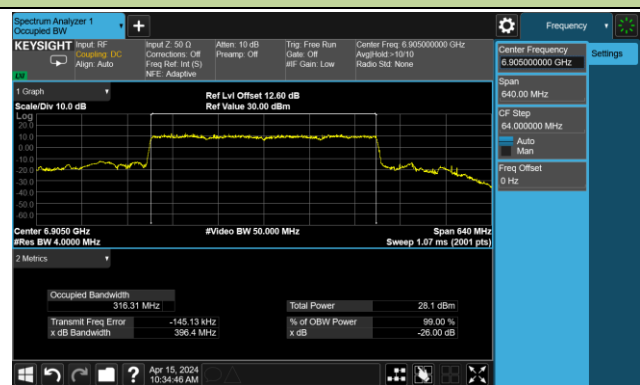 Spectrum Analyzer 1
Occupied BW
Frequency
KEYSIGHT
Input: RF
Coupling: DC
Align: Auto
Input Z: 50 Ω
Corrections: Off
Freq Ref: Int (S)
NFE: Adaptive
Atten: 10 dB
Preamp: Off
Trig: Free Run
Gate: Off
#IF Gain: Low
Center Freq: 6.905000000 GHz
Avg|Hold:>10/10
Radio Std: None
LV
Center Frequency
6.905000000 GHz
Settings
Span
640.00 MHz
CF Step
64.000000 MHz
Auto
Man
Freq Offset
0 Hz
1 Graph
Scale/Div 10.0 dB
Ref Lvl Offset 12.60 dB
Ref Value 30.00 dBm
Log
20.0
10.0
0.00
-10.0
-20.0
-30.0
-40.0
-50.0
-60.0
Center 6.9050 GHz
#Video BW 50.000 MHz
Span 640 MHz
#Res BW 4.0000 MHz
Sweep 1.07 ms (2001 pts)
2 Metrics
Occupied Bandwidth
316.31 MHz
Total Power
28.1 dBm
Transmit Freq Error
-145.13 kHz
% of OBW Power
99.00 %
x dB Bandwidth
396.4 MHz
x dB
-26.00 dB
?
Apr 15, 2024
10:34:46 AM